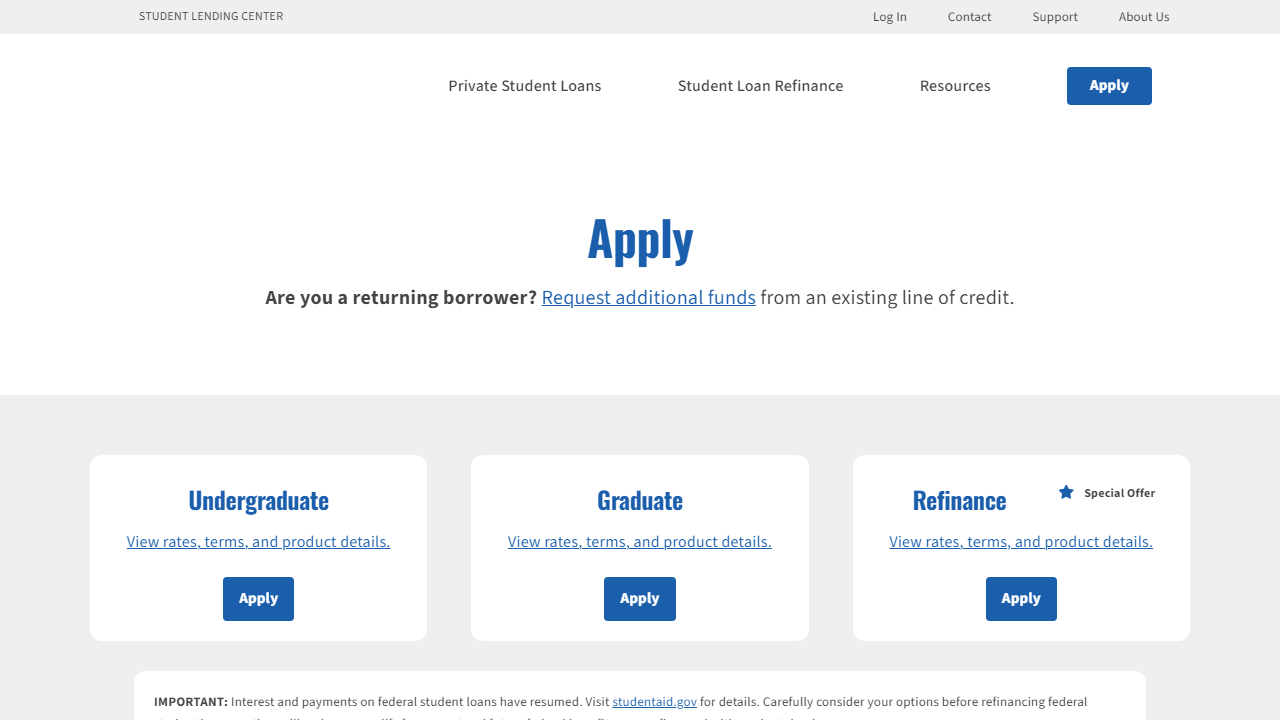 STUDENT LENDING CENTER
Log In Contact Support About Us
Private Student Loans Student Loan Refinance Resources Apply
Apply
Are you a returning borrower? Request additional funds from an existing line of credit.
Undergraduate
View rates, terms, and product details.
Apply
Graduate
View rates, terms, and product details.
Apply
Refinance
Special Offer
View rates, terms, and product details.
Apply
IMPORTANT: Interest and payments on federal student loans have resumed. Visit studentaid.gov for details. Carefully consider your options before refinancing federal